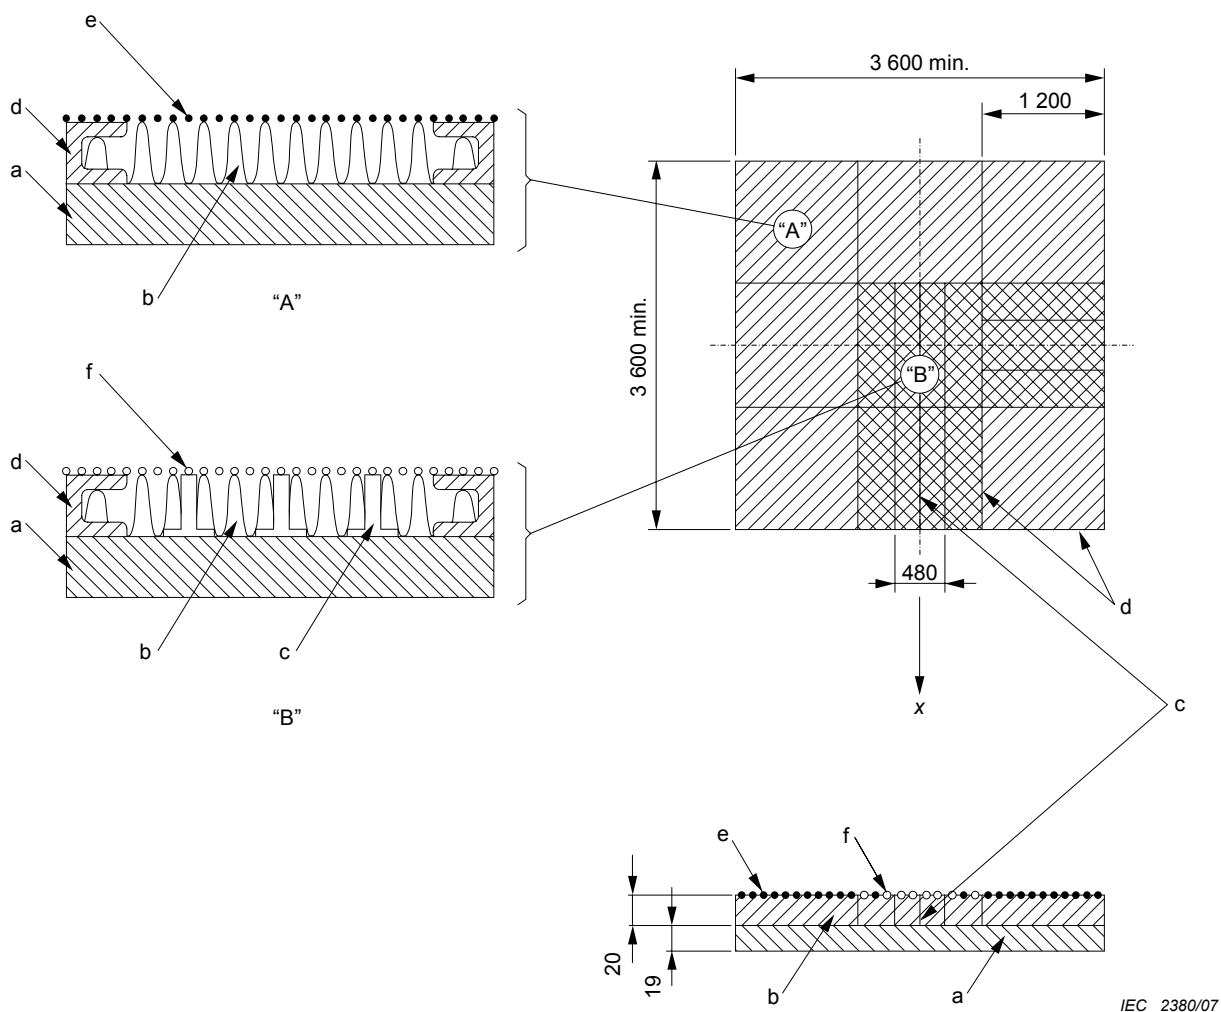 e
d
a
b
“A”
f
d
a
b
c
“B”
3 600 min.
1 200
3 600 min.
“A”
“B”
480
d
x
c
e
f
20
19
b
a
IEC 2380/07